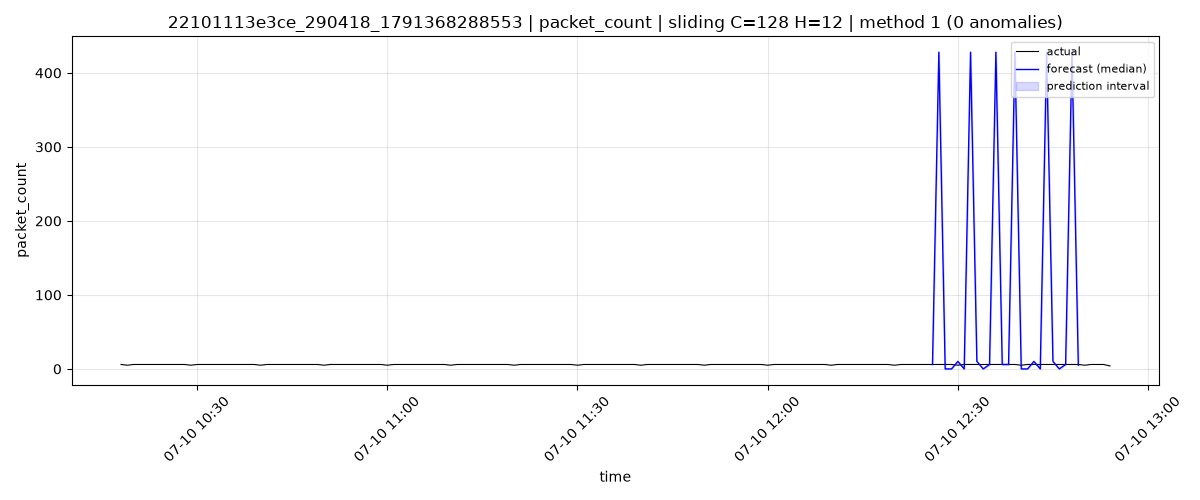 22101113e3ce_290418_1791368288553 | packet_count | sliding C=128 H=12 | method 1 (0 anomalies)
actual
forecast (median)
prediction interval
packet_count
400
300
200
100
0
07-10 10:30
07-10 11:00
07-10 11:30
07-10 12:00
07-10 12:30
07-10 13:00
time